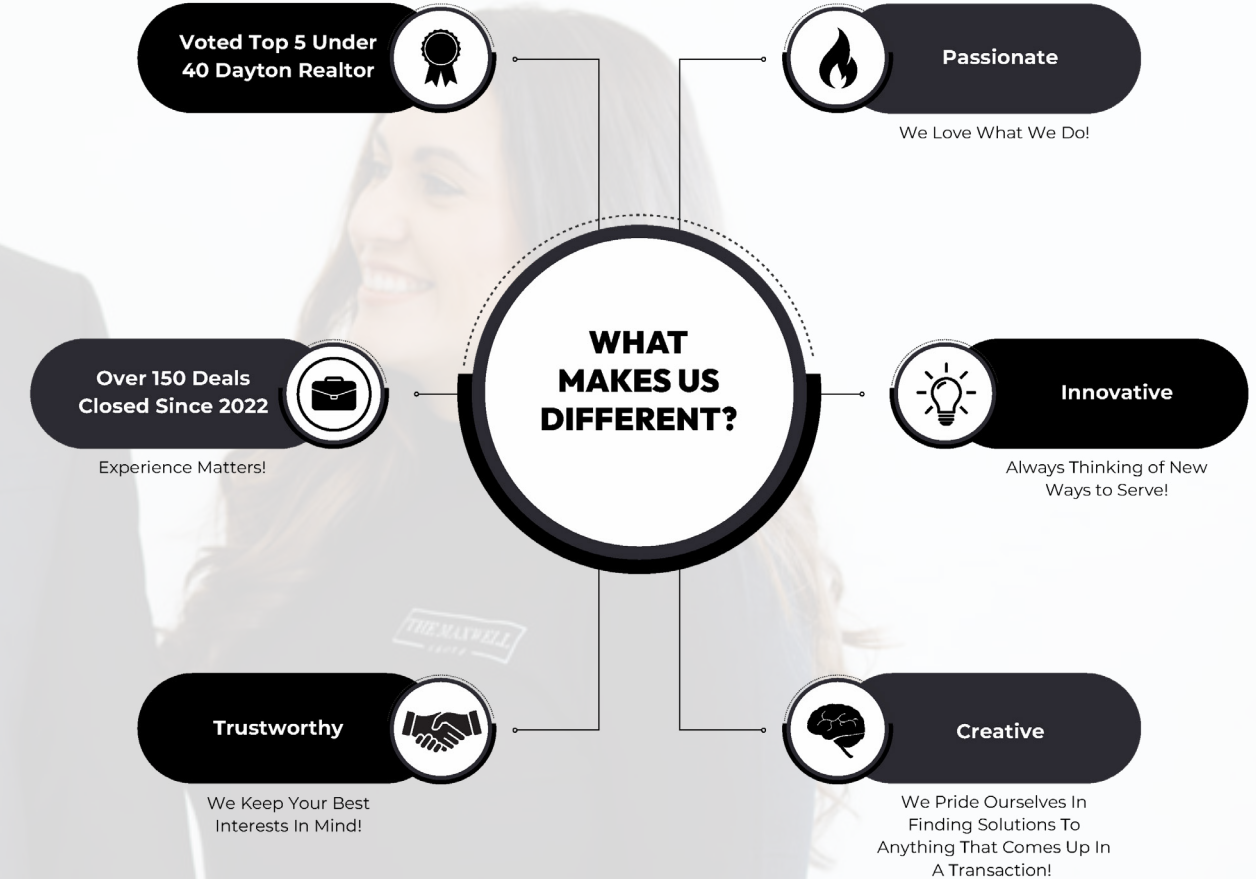 Voted Top 5 Under
40 Dayton Realtor
Passionate
We Love What We Do!
WHAT
MAKES US
DIFFERENT?
Over 150 Deals
Closed Since 2022
Experience Matters!
Innovative
Always Thinking of New
Ways to Serve!
THE MAXWELL
GROUP
Trustworthy
We Keep Your Best
Interests In Mind!
Creative
We Pride Ourselves In
Finding Solutions To
Anything That Comes Up In
A Transaction!